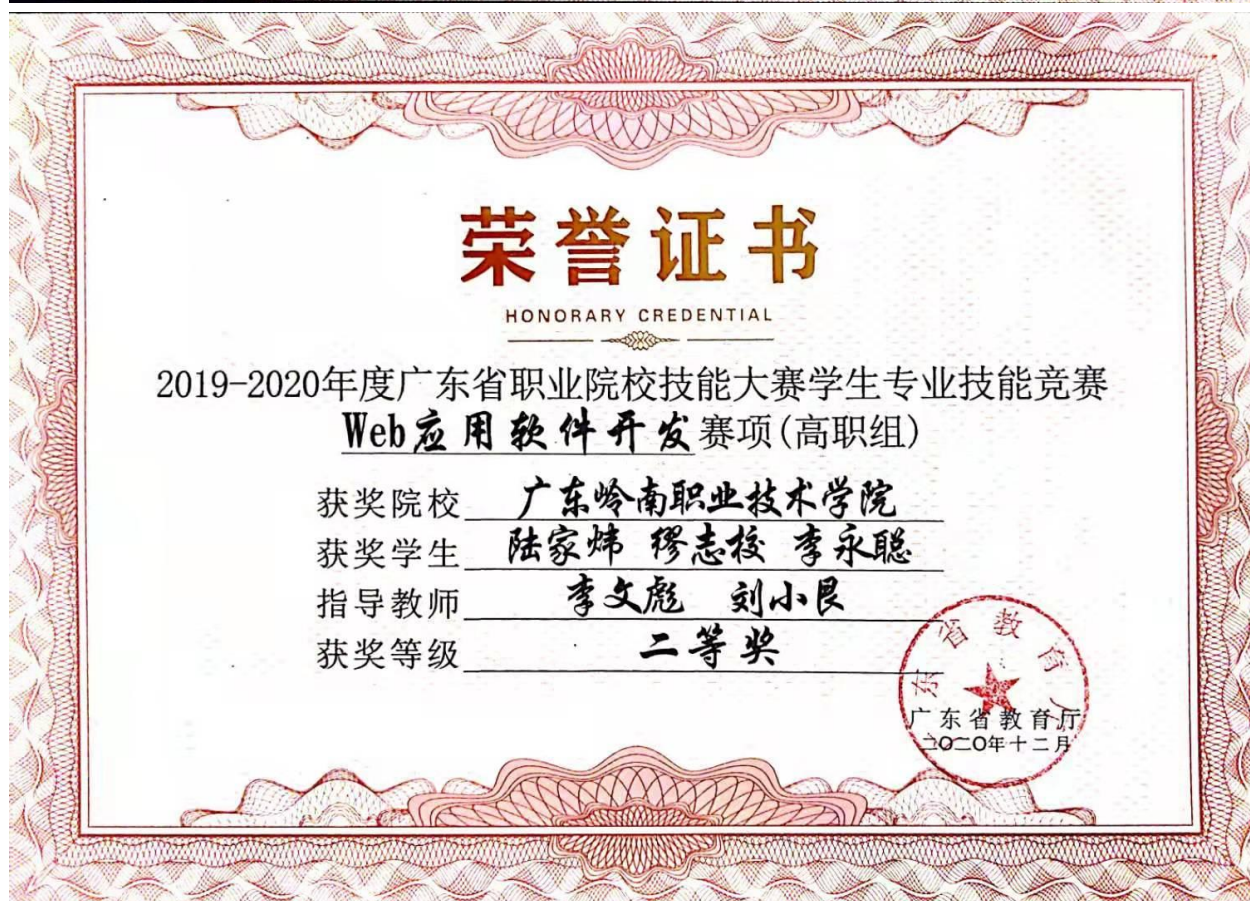 荣誉证书
HONORARY CREDENTIAL
2019-2020年度广东省职业院校技能大赛学生专业技能竞赛
Web应用软件开发赛项(高职组)
获奖院校 广东岭南职业技术学院
获奖学生 陆家炜 缪志校 李永聪
指导教师 李文彪 刘小良
获奖等级 二等奖
广东省教育厅
二〇二〇年十二月